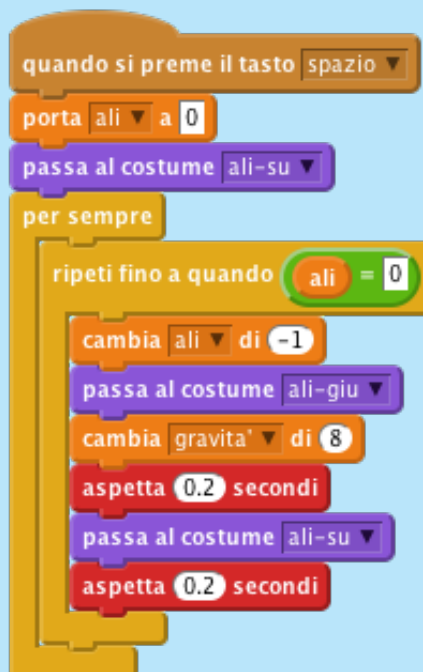 quando si preme il tasto spazio
porta ali a 0
passa al costume ali-su
per sempre
ripeti fino a quando ali = 0
cambia ali di -1
passa al costume ali-giu
cambia gravita' di 8
aspetta 0.2 secondi
passa al costume ali-su
aspetta 0.2 secondi